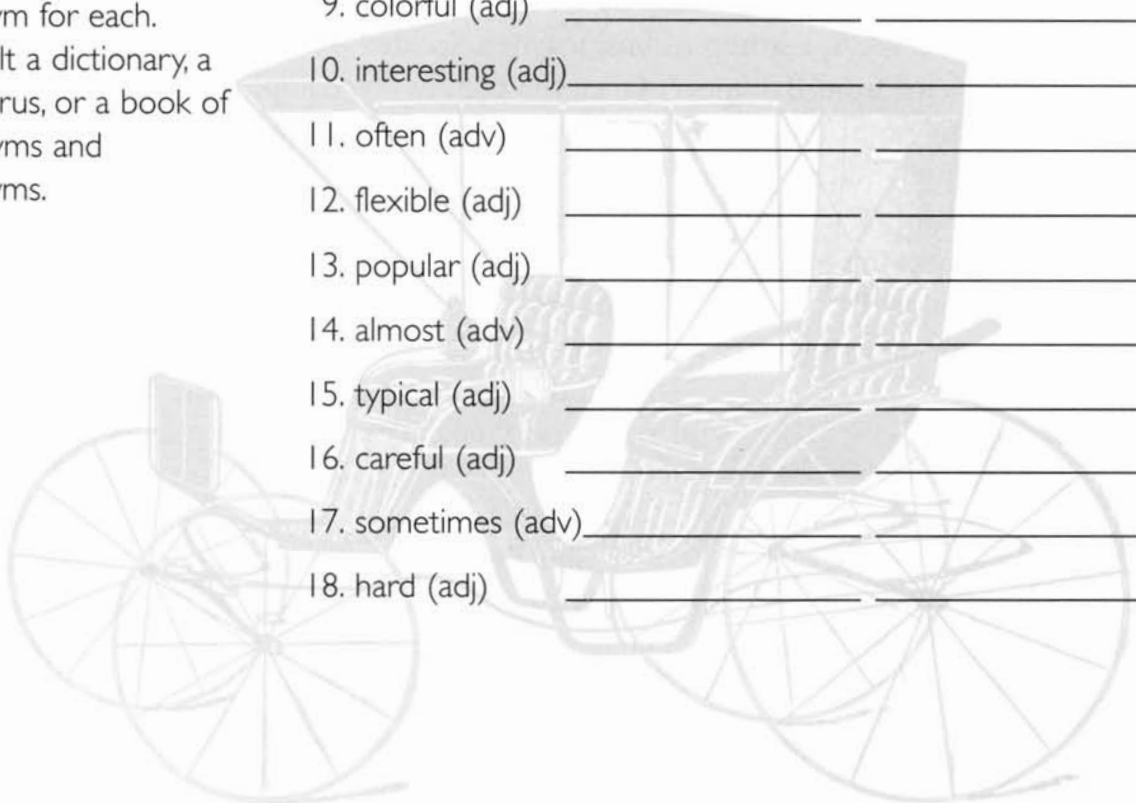 ym for each.
lt a dictionary, a
rus, or a book of
yms and
yms.
9. colorful (adj)
10. interesting (adj)
11. often (adv)
12. flexible (adj)
13. popular (adj)
14. almost (adv)
15. typical (adj)
16. careful (adj)
17. sometimes (adv)
18. hard (adj)